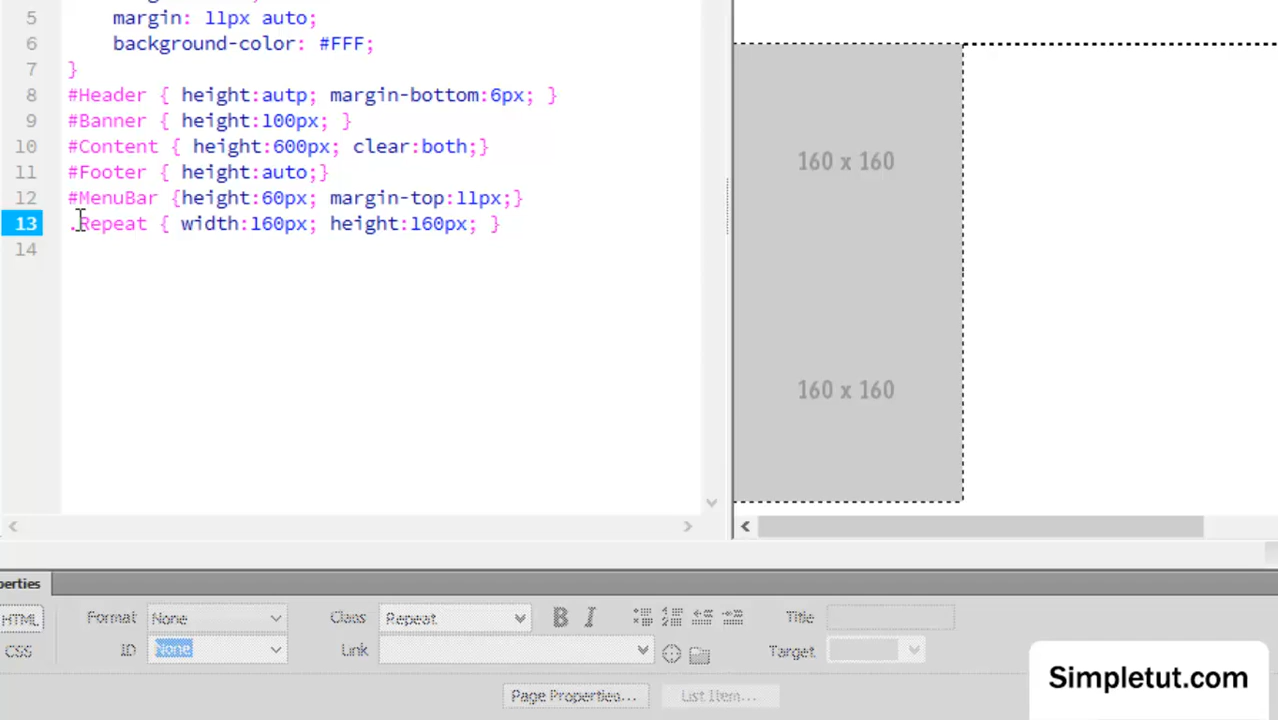 5 margin: 11px auto;
6 background-color: #FFF;
7 }
8 #Header { height:autp; margin-bottom:6px; }
9 #Banner { height:100px; }
10 #Content { height:600px; clear:both;}
11 #Footer { height:auto;}
12 #MenuBar {height:60px; margin-top:11px;}
13 .Repeat { width:160px; height:160px; }
14
160 x 160
160 x 160
perties
HTML Format None Class Repeat B I Title
CSS ID None Link Target
Page Properties... List Item...
Simpletut.com